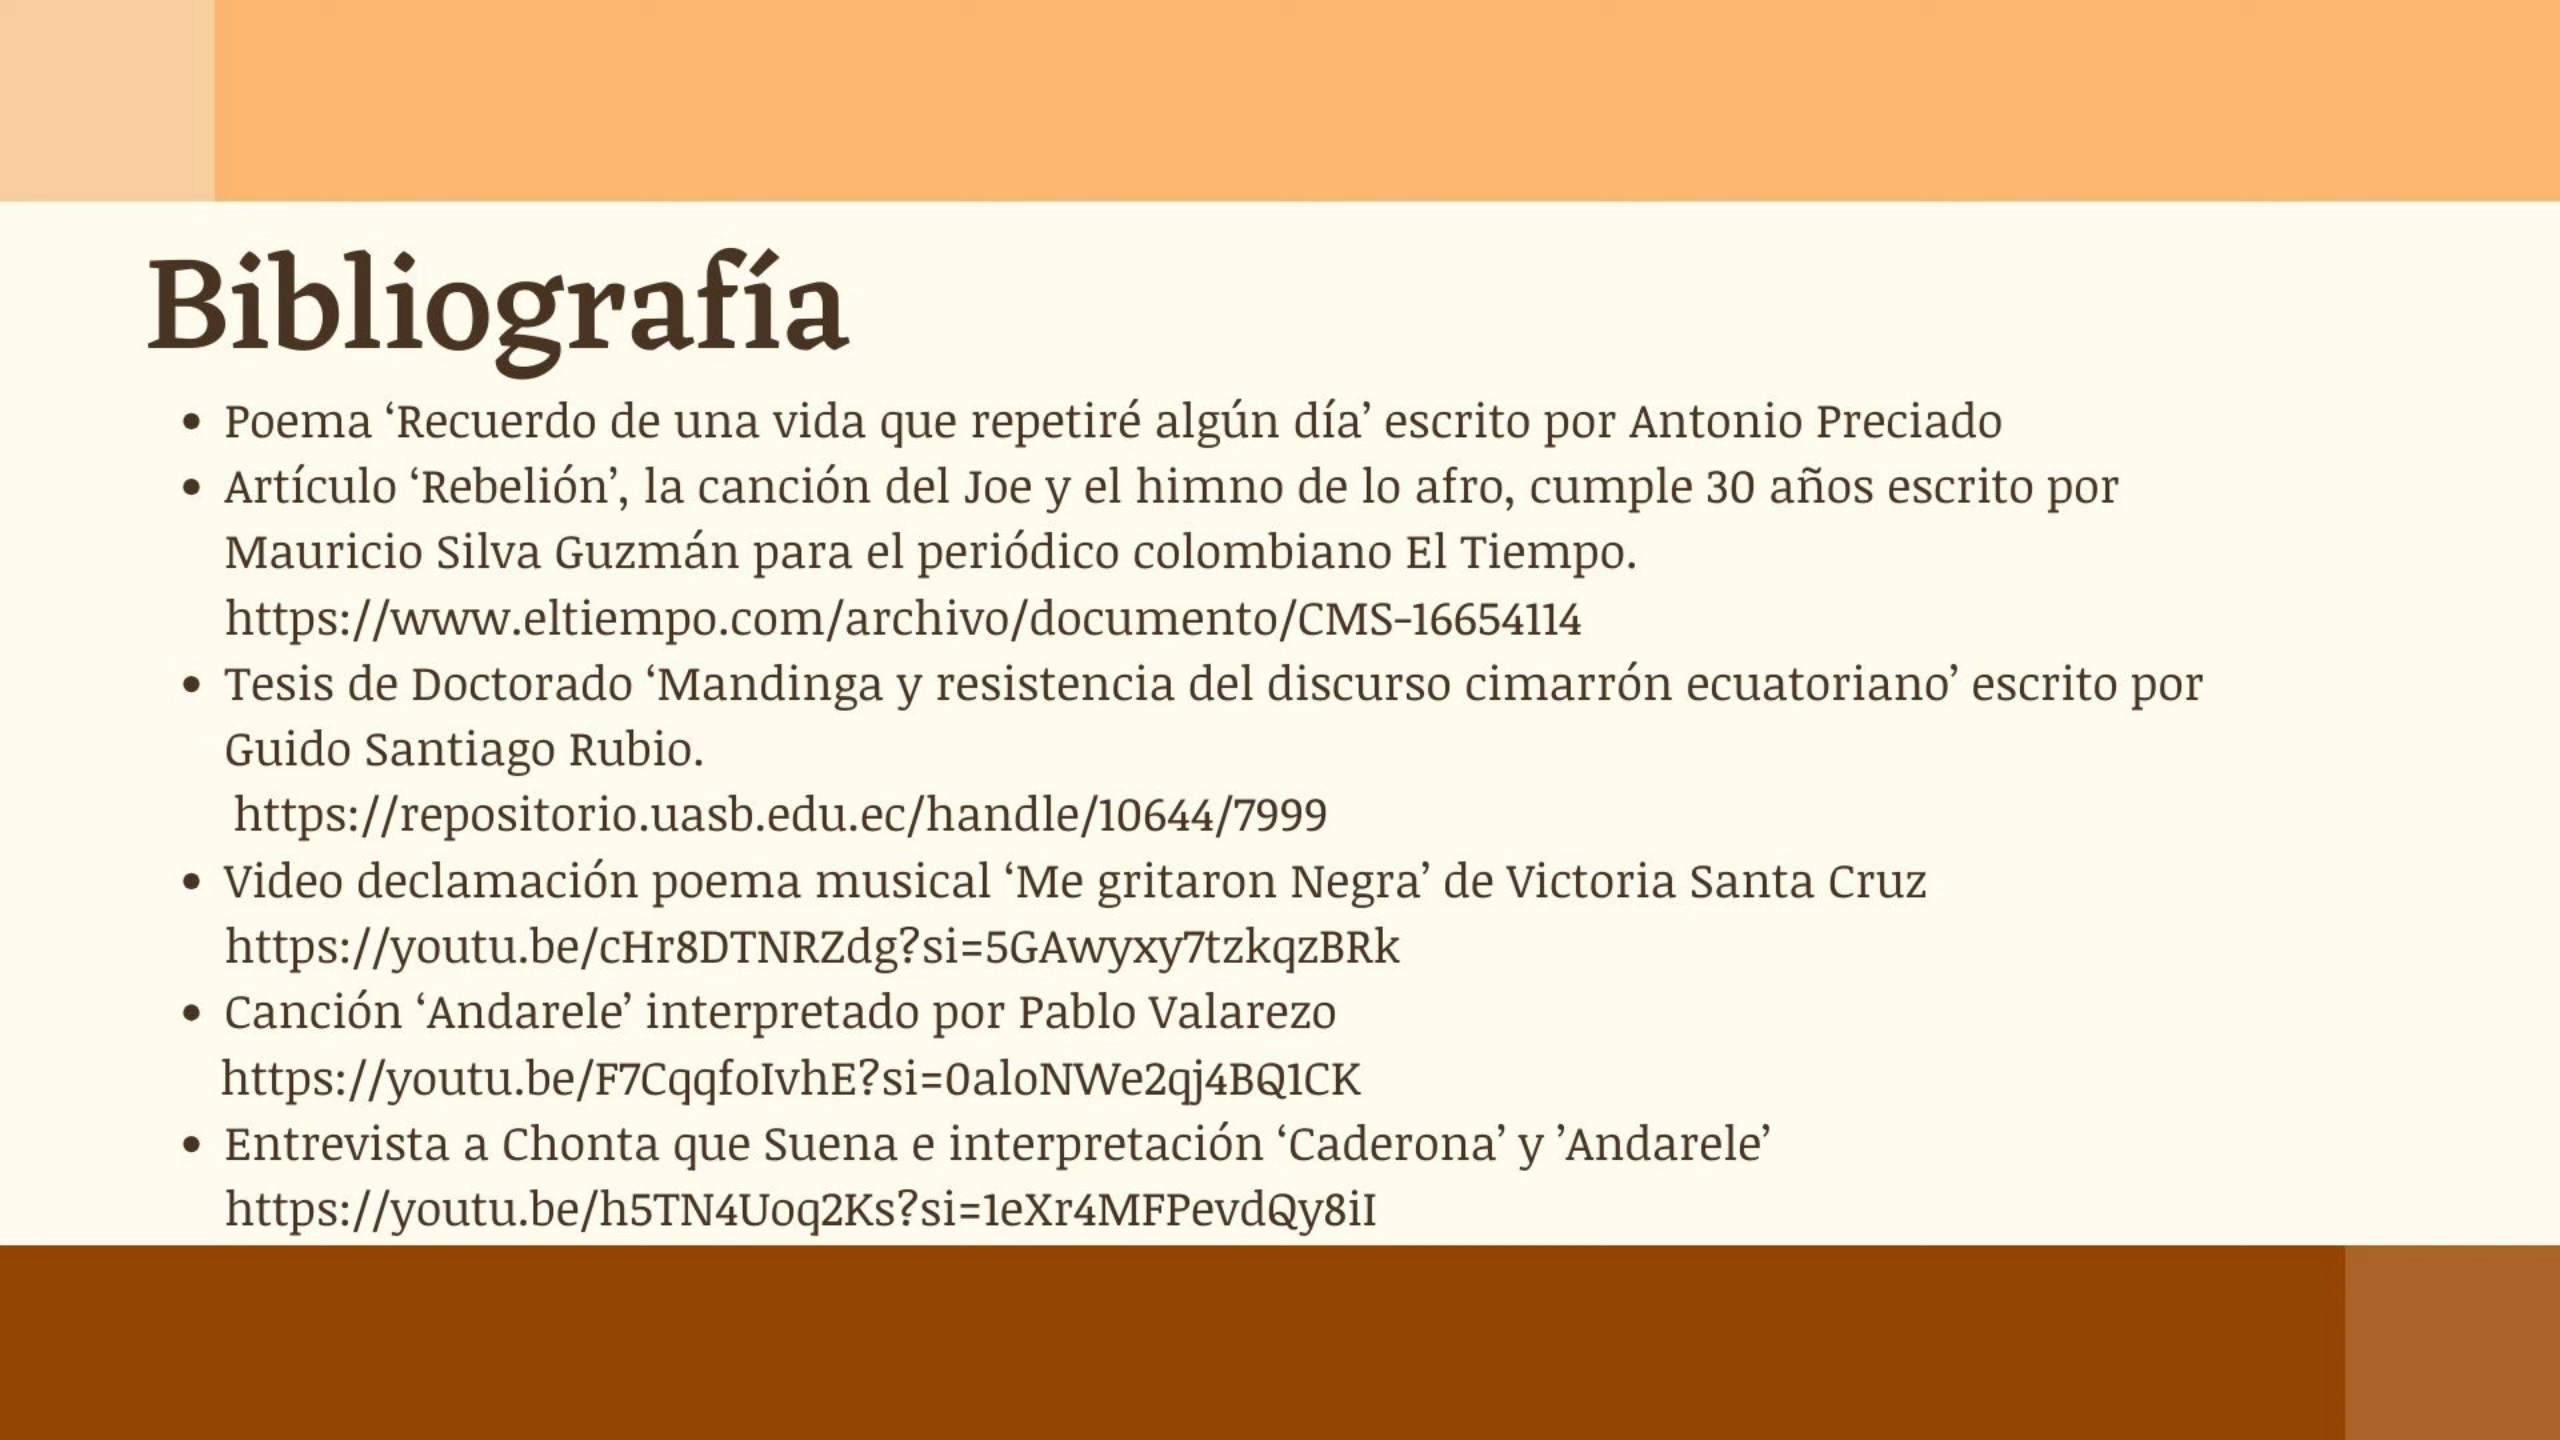 Bibliografía
• Poema ‘Recuerdo de una vida que repetiré algún día’ escrito por Antonio Preciado
• Artículo ‘Rebelión’, la canción del Joe y el himno de lo afro, cumple 30 años escrito por
Mauricio Silva Guzmán para el periódico colombiano El Tiempo.
https://www.eltiempo.com/archivo/documento/CMS-16654114
• Tesis de Doctorado ‘Mandinga y resistencia del discurso cimarrón ecuatoriano’ escrito por
Guido Santiago Rubio.
https://repositorio.uasb.edu.ec/handle/10644/7999
• Video declamación poema musical ‘Me gritaron Negra’ de Victoria Santa Cruz
https://youtu.be/cHr8DTNRZdg?si=5GAwyxy7tzkqzBRk
• Canción ‘Andarele’ interpretado por Pablo Valarezo
https://youtu.be/F7CqqfoIvhE?si=0aloNWe2qj4BQ1CK
• Entrevista a Chonta que Suena e interpretación ‘Caderona’ y ’Andarele’
https://youtu.be/h5TN4Uoq2Ks?si=1eXr4MFPevdQy8iI